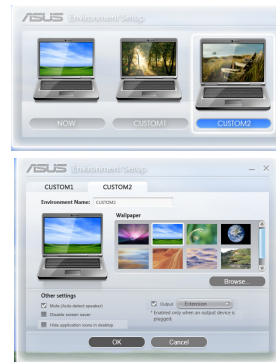 ASUS Environment Setup
NOW
CUSTOM1
CUSTOM2
ASUS Environment Setup
CUSTOM1
CUSTOM2
Environment Name: CUSTOM2
Wallpaper
Browse...
Other settings
Mute (Auto detect speaker)
Disable screen saver
Hide application icons in desktop
Output Extension
* Enabled only when an output device is
plugged.
OK
Cancel